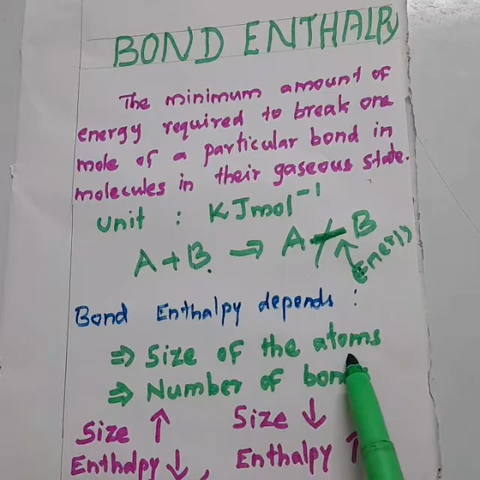 BOND ENTHALPY
The minimum amount of
energy required to break one
mole of a particular bond in
molecules in their gaseous state.
unit : KJmol⁻¹
A + B → A B
Energy
Bond Enthalpy depends :
⇒ Size of the atoms
⇒ Number of
Size ↑ Size ↓
Enthalpy ↓, Enthalpy ↑